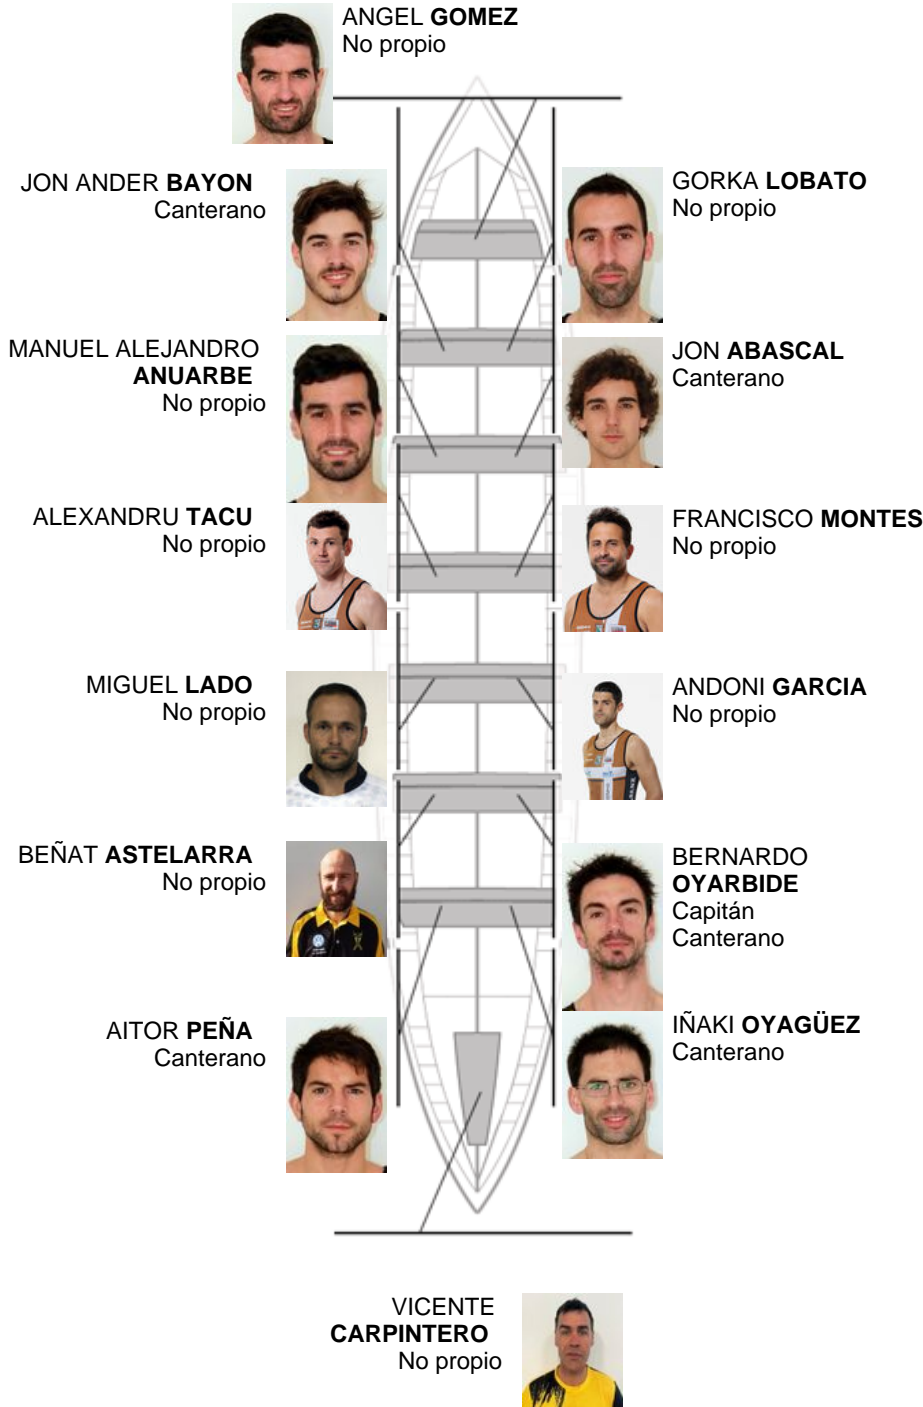 ANGEL GOMEZ
No propio
JON ANDER BAYON
Canterano
GORKA LOBATO
No propio
MANUEL ALEJANDRO
ANUARBE
No propio
JON ABASCAL
Canterano
ALEXANDRU TACU
No propio
FRANCISCO MONTES
No propio
MIGUEL LADO
No propio
ANDONI GARCIA
No propio
BEÑAT ASTELARRA
No propio
BERNARDO
OYARBIDE
Capitán
Canterano
AITOR PEÑA
Canterano
IÑAKI OYAGÜEZ
Canterano
VICENTE
CARPINTERO
No propio